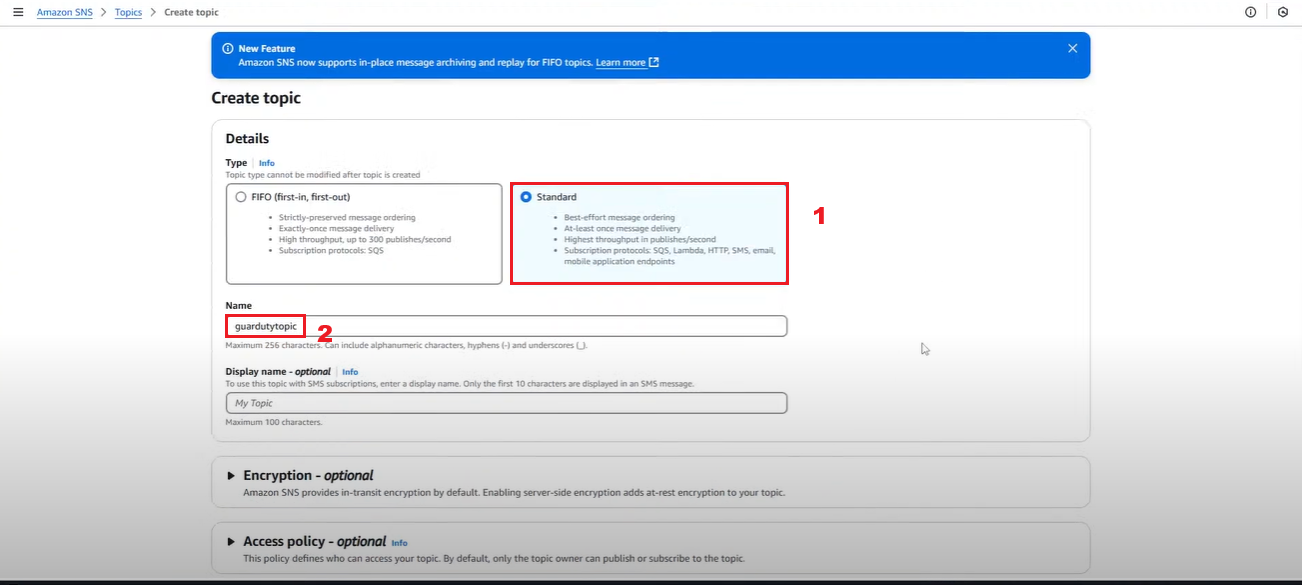 Amazon SNS > Topics > Create topic
New Feature
Amazon SNS now supports in-place message archiving and replay for FIFO topics. Learn more
Create topic
Details
Type | Info
Topic type cannot be modified after topic is created
FIFO (first-in, first-out)
• Strictly-preserved message ordering
• Exactly-once message delivery
• High throughput, up to 300 publishes/second
• Subscription protocols: SQS
Standard
• Best-effort message ordering
• At-least once message delivery
• Highest throughput in publishes/second
• Subscription protocols: SQS, Lambda, HTTP, SMS, email,
mobile application endpoints
1
Name
guardutytopic
2
Maximum 256 characters. Can include alphanumeric characters, hyphens (-) and underscores (_).
Display name - optional | Info
To use this topic with SMS subscriptions, enter a display name. Only the first 10 characters are displayed in an SMS message.
My Topic
Maximum 100 characters.
Encryption - optional
Amazon SNS provides in-transit encryption by default. Enabling server-side encryption adds at-rest encryption to your topic.
Access policy - optional Info
This policy defines who can access your topic. By default, only the topic owner can publish or subscribe to the topic.